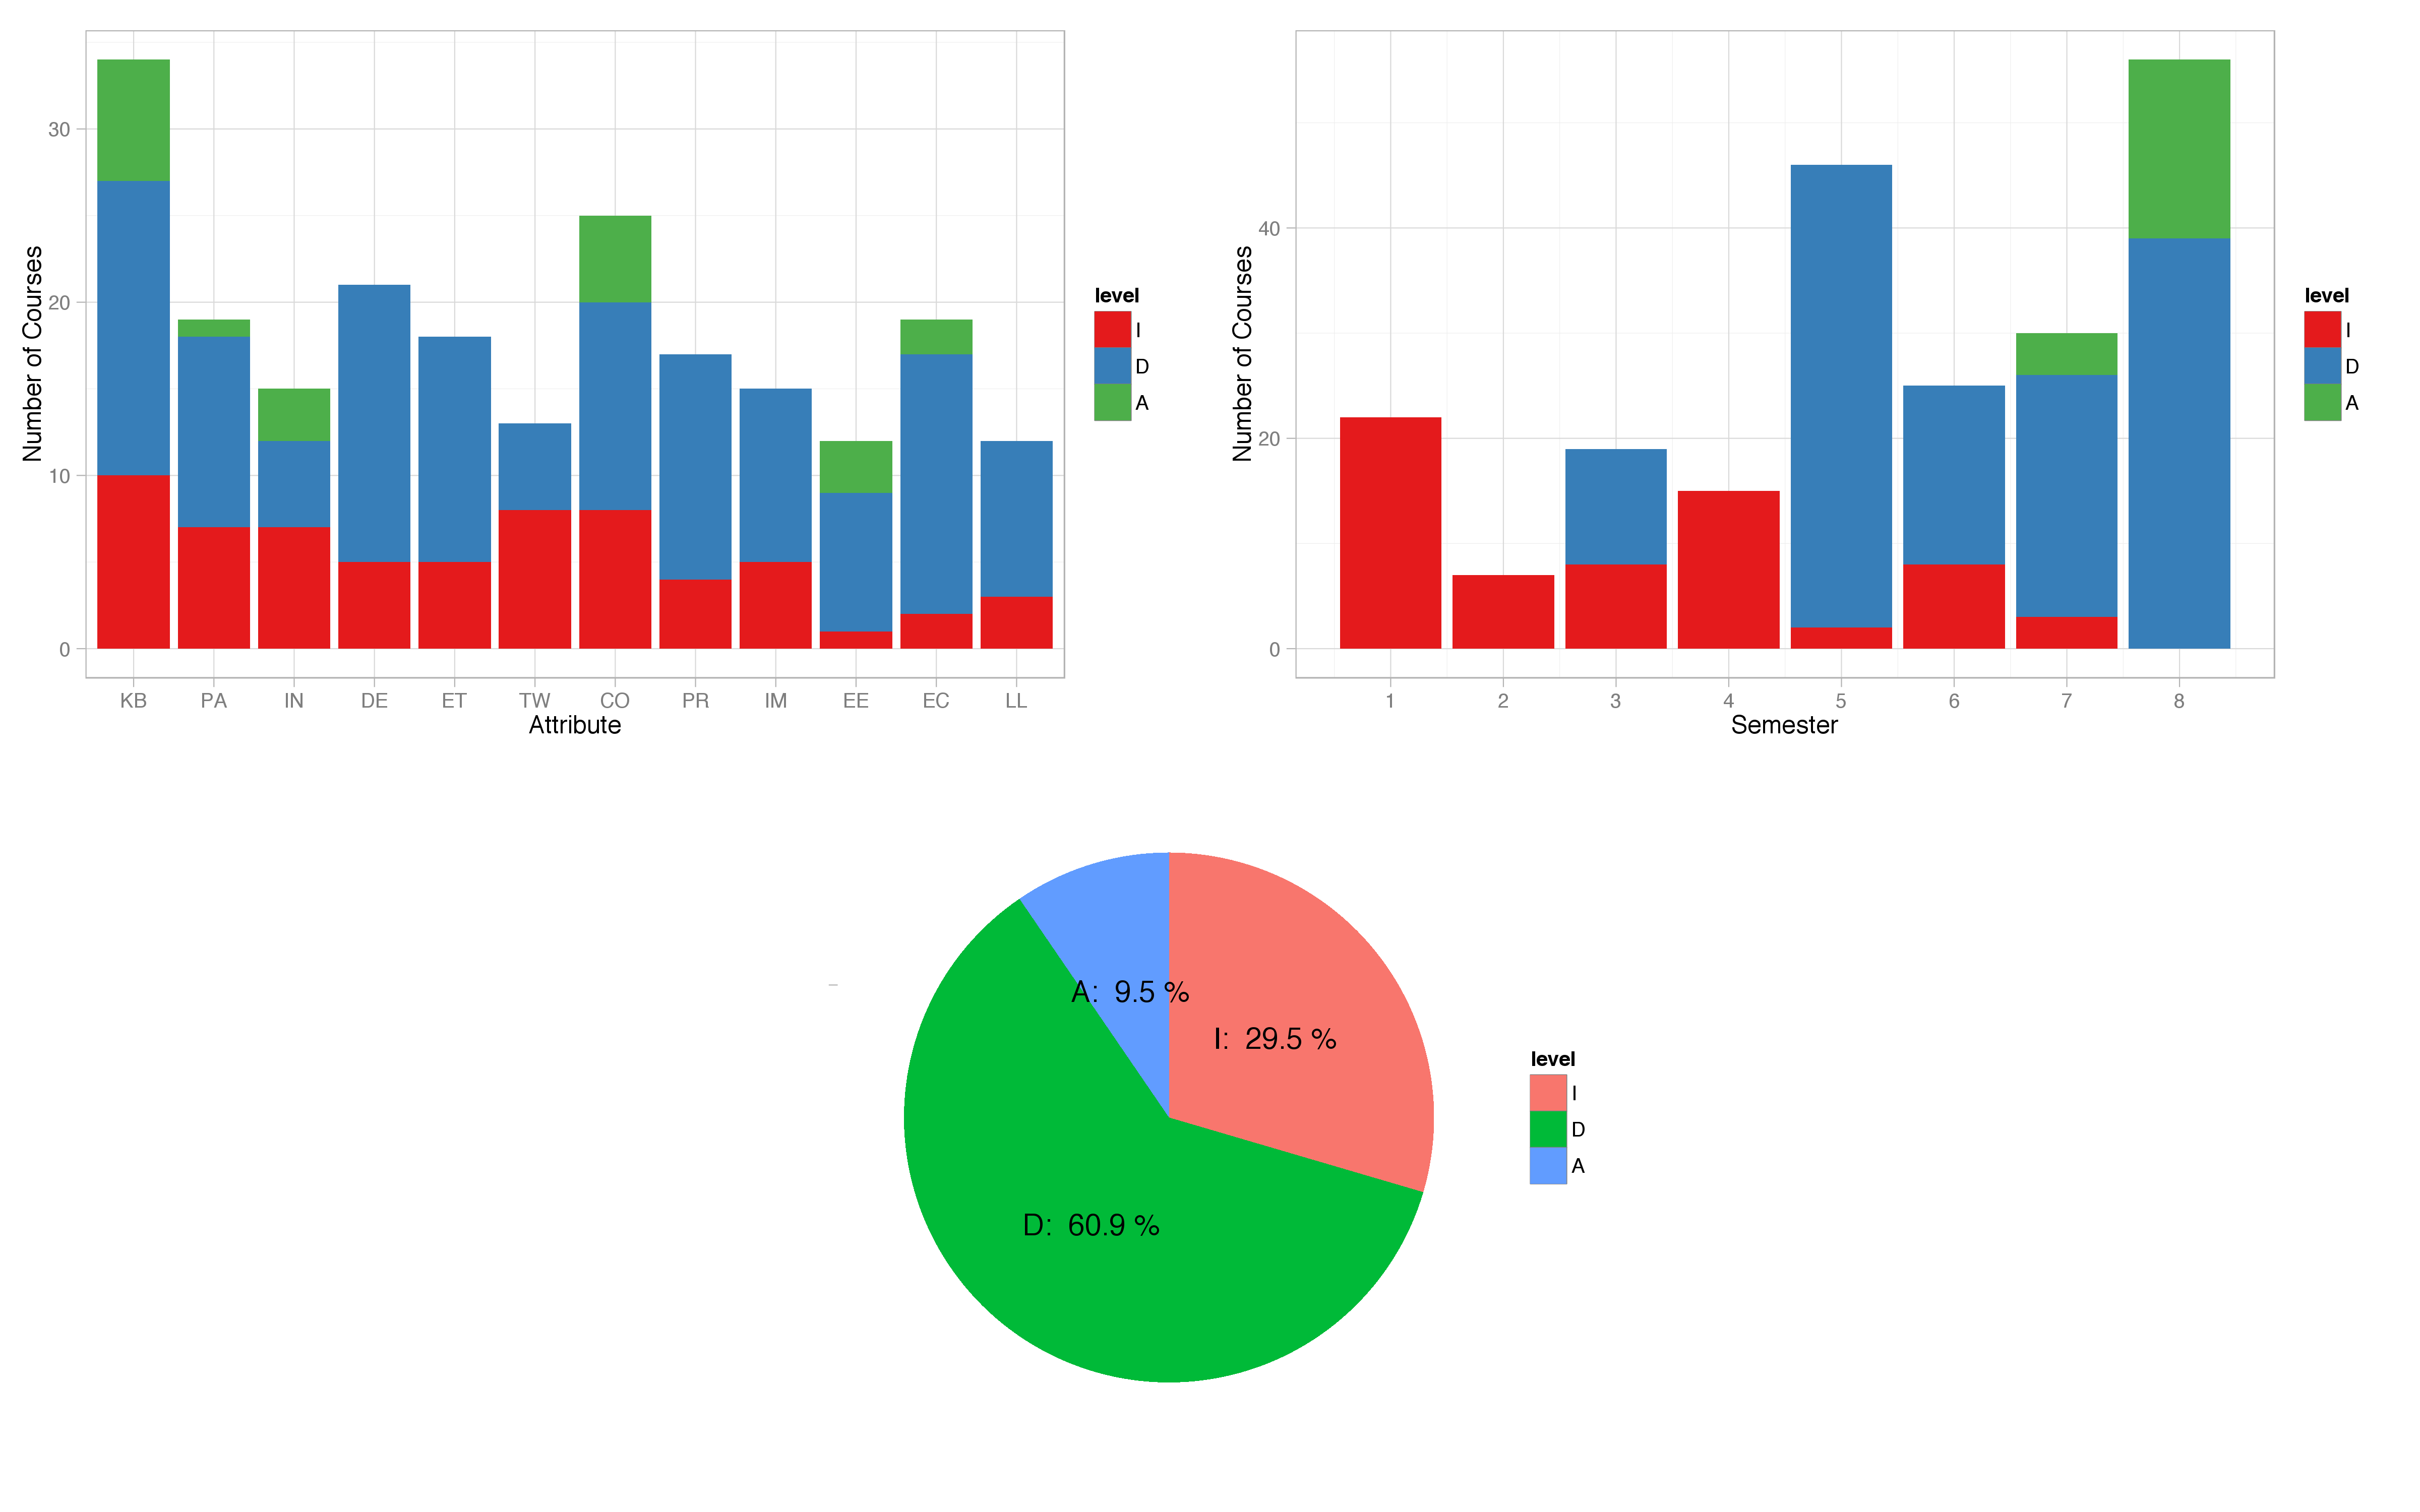 Number of Courses
30
20
10
0
KB PA IN DE ET TW CO PR IM EE EC LL
Attribute
level
I
D
A
Number of Courses
40
20
0
1 2 3 4 5 6 7 8
Semester
level
I
D
A
A: 9.5 %
I: 29.5 %
D: 60.9 %
level
I
D
A